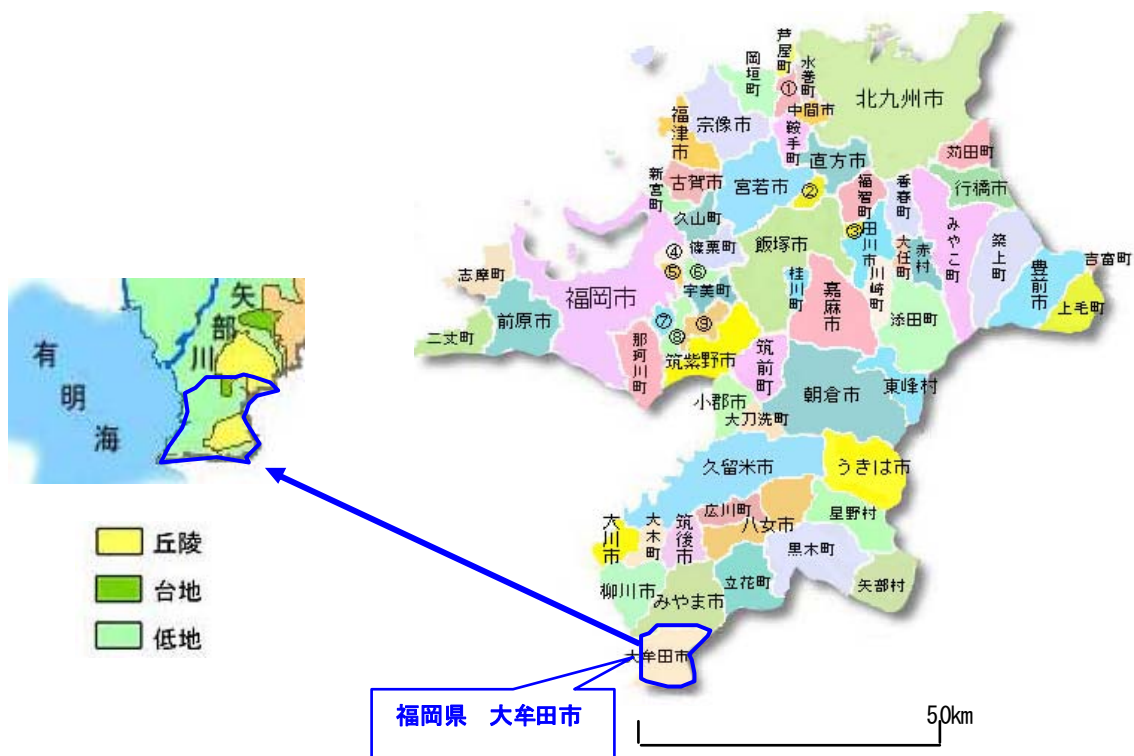 芦屋町
水巻町
岡垣町
①
北九州市
中間市
宗像市
福津市
鞍手町
苅田町
直方市
新宮町
古賀市
宮若市
②
福智町
香春町
行橋市
久山町
みやこ町
③
田川市
大任町
赤村
築上町
④
篠栗町
飯塚市
豊前市
吉富町
志摩町
⑤
⑥
川崎町
上毛町
福岡市
宇美町
桂川町
嘉麻市
添田町
前原市
⑦
⑨
二丈町
⑧
那珂川町
筑紫野市
筑前町
朝倉市
東峰村
小郡市
大刀洗町
久留米市
うきは市
広川町
星野村
大川市
大木町
筑後市
八女市
黒木町
柳川市
みやま市
立花町
矢部村
大牟田市
矢部川
有明海
丘陵
台地
低地
福岡県 大牟田市
50km